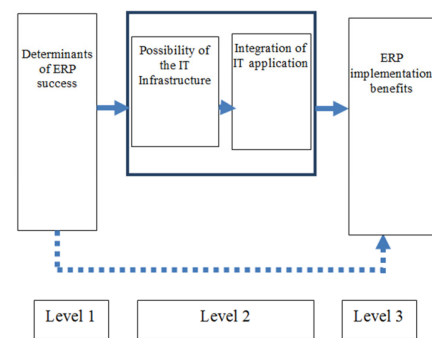 Determinants
of ERP
success
Possibility of
the IT
Infrastructure
Integration of
IT application
ERP
implementation
benefits
Level 1
Level 2
Level 3